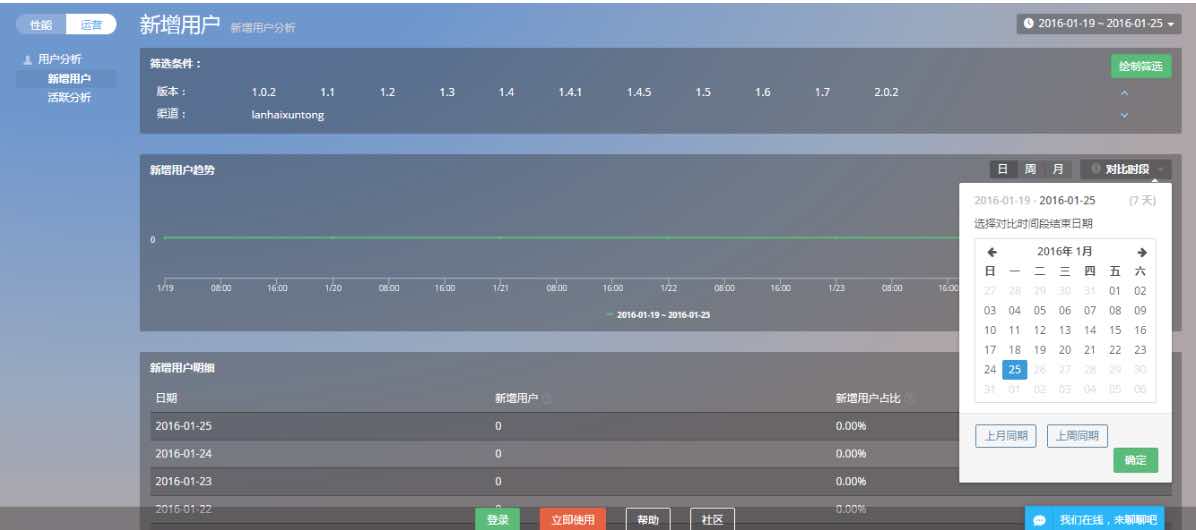 性能 运营
新增用户 新增用户分析
2016-01-19 ~ 2016-01-25
用户分析
新增用户
活跃分析
筛选条件：
绘制筛选
版本： 1.0.2 1.1 1.2 1.3 1.4 1.4.1 1.4.5 1.5 1.6 1.7 2.0.2
渠道： lanhaixuntong
新增用户趋势
日 周 月 对比时段
0
1/19 08:00 16:00 1/20 08:00 16:00 1/21 08:00 16:00 1/22 08:00 16:00 1/23 08:00 16:00
2016-01-19 ~ 2016-01-25
2016-01-19 - 2016-01-25 (7 天)
选择对比时间段结束日期
2016年 1月
日 一 二 三 四 五 六
27 28 29 30 31 01 02
03 04 05 06 07 08 09
10 11 12 13 14 15 16
17 18 19 20 21 22 23
24 25 26 27 28 29 30
31 01 02 03 04 05 06
上月同期 上周同期
确定
新增用户明细
日期 新增用户 新增用户占比
2016-01-25 0 0.00%
2016-01-24 0 0.00%
2016-01-23 0 0.00%
2016-01-22 0.00%
登录 立即使用 帮助 社区
我们在线，来聊聊吧